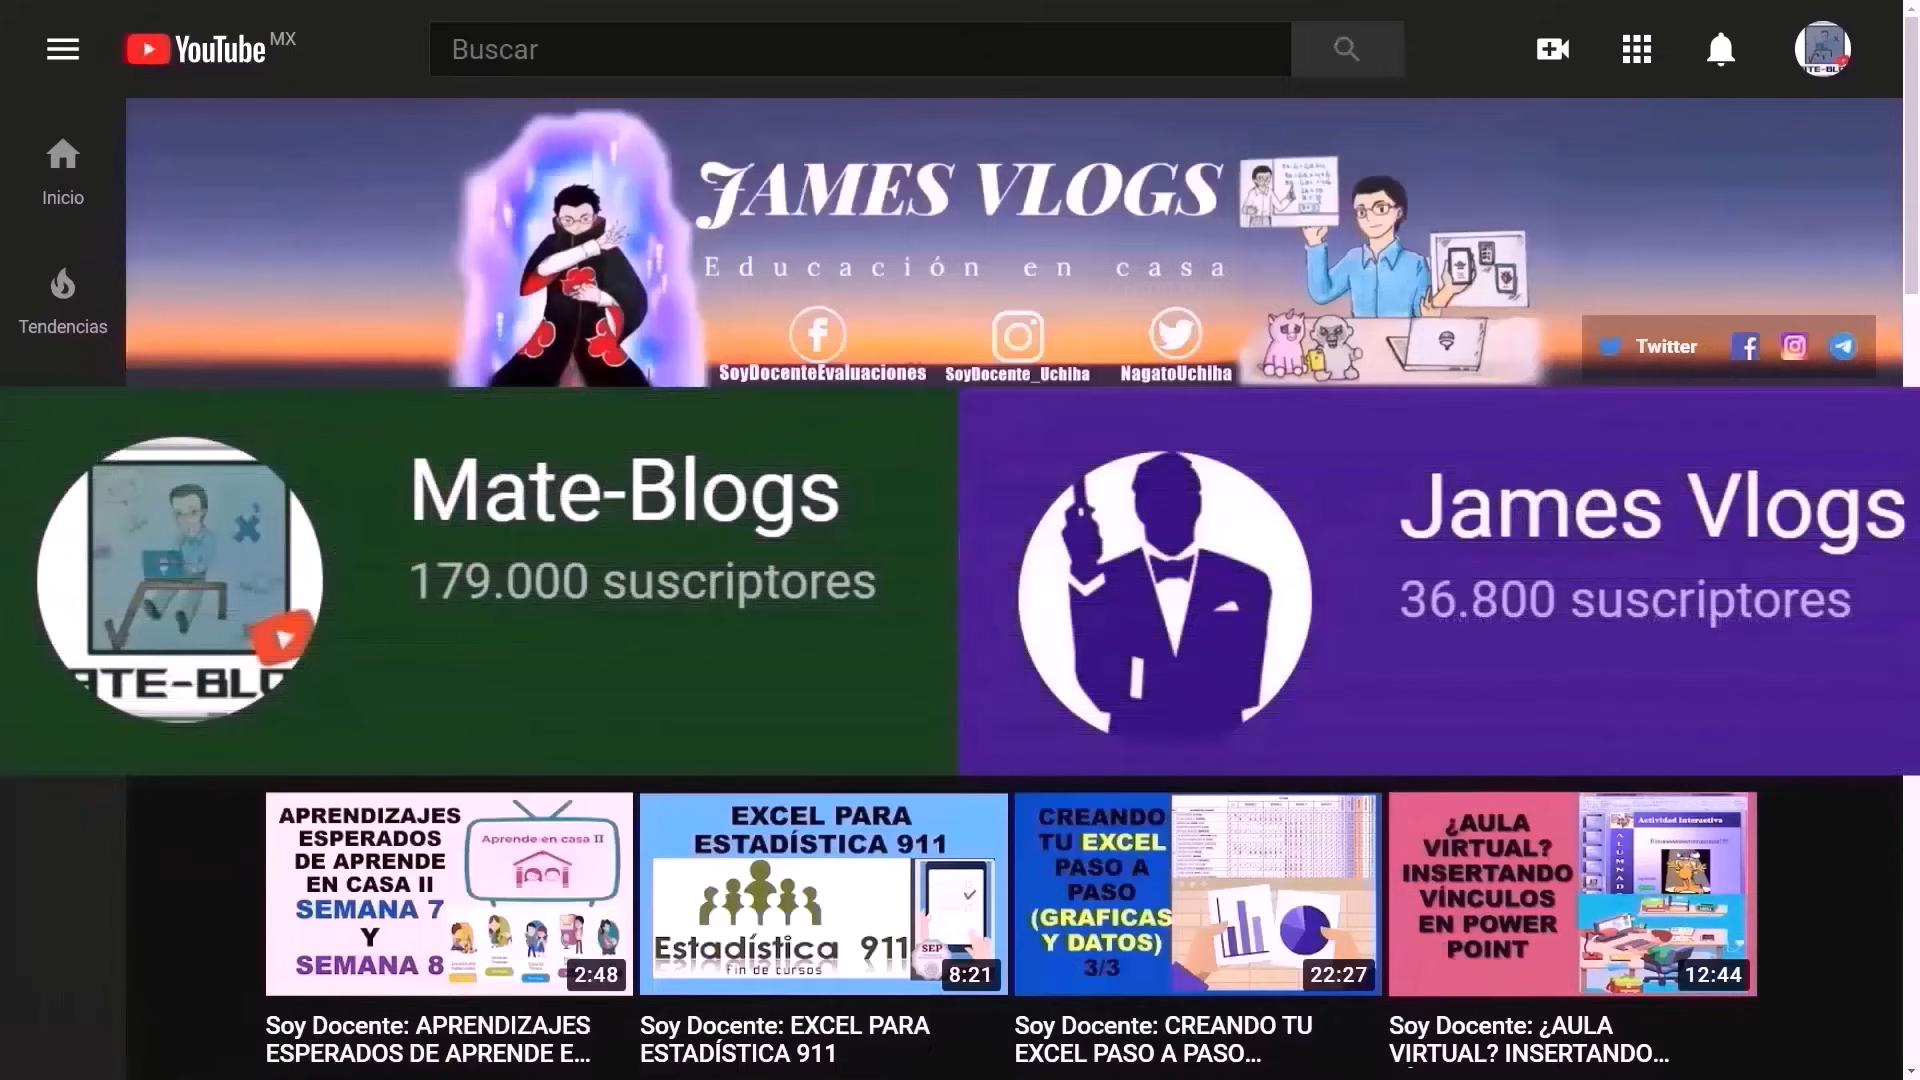 YouTube MX
Buscar
Inicio
Tendencias
JAMES VLOGS
Educación en casa
SoyDocenteEvaluaciones
SoyDocente_Uchiha
NagatoUchiha
Twitter
Mate-Blogs
179.000 suscriptores
ATE-BLO
James Vlogs
36.800 suscriptores
APRENDIZAJES
ESPERADOS
DE APRENDE
EN CASA II
SEMANA 7
Y
SEMANA 8
Aprende en casa II
2:48
EXCEL PARA
ESTADÍSTICA 911
Estadística 911
fin de cursos
SEP
8:21
CREANDO
TU EXCEL
PASO A
PASO
(GRAFICAS
Y DATOS)
3/3
22:27
¿AULA
VIRTUAL?
INSERTANDO
VÍNCULOS
EN POWER
POINT
Actividad Interactiva
12:44
Soy Docente: APRENDIZAJES
ESPERADOS DE APRENDE E...
Soy Docente: EXCEL PARA
ESTADÍSTICA 911
Soy Docente: CREANDO TU
EXCEL PASO A PASO...
Soy Docente: ¿AULA
VIRTUAL? INSERTANDO...